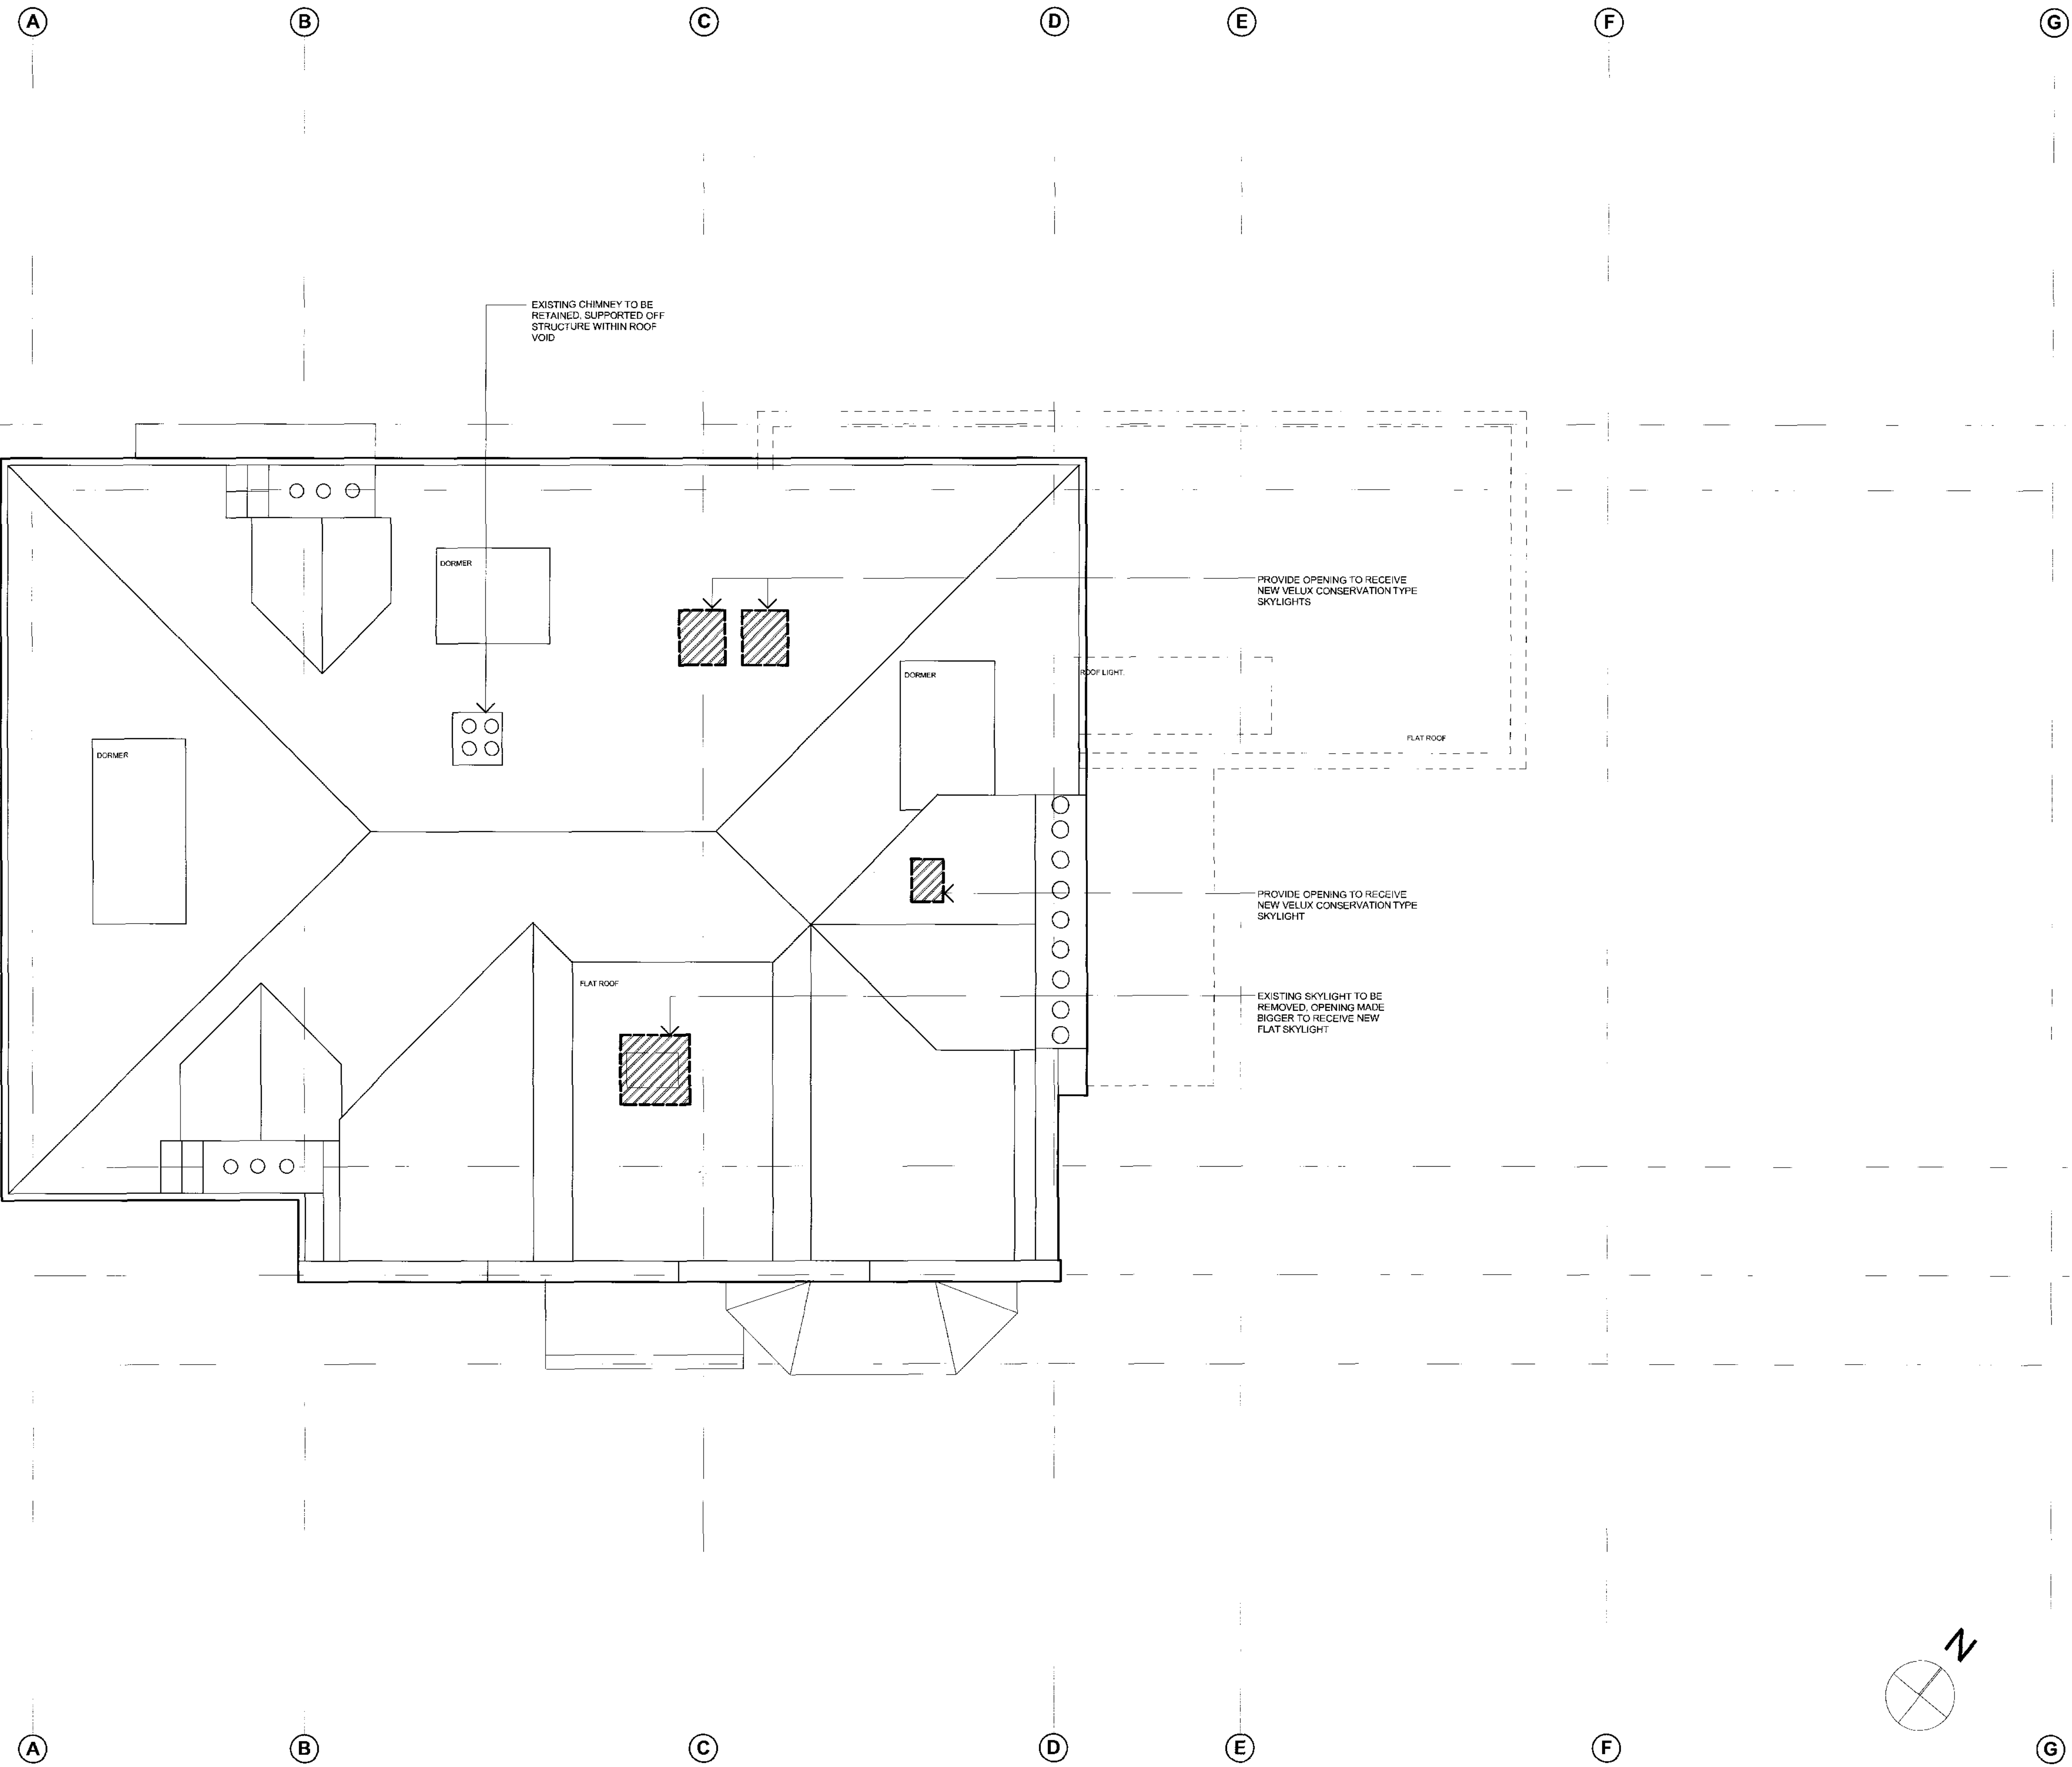 A B C D E F G
EXISTING CHIMNEY TO BE
RETAINED, SUPPORTED OFF
STRUCTURE WITHIN ROOF
VOID
DORMER
PROVIDE OPENING TO RECEIVE
NEW VELUX CONSERVATION TYPE
SKYLIGHTS
DORMER
ROOF LIGHT.
FLAT ROOF
DORMER
PROVIDE OPENING TO RECEIVE
NEW VELUX CONSERVATION TYPE
SKYLIGHT
FLAT ROOF
EXISTING SKYLIGHT TO BE
REMOVED, OPENING MADE
BIGGER TO RECEIVE NEW
FLAT SKYLIGHT
N
A B C D E F G